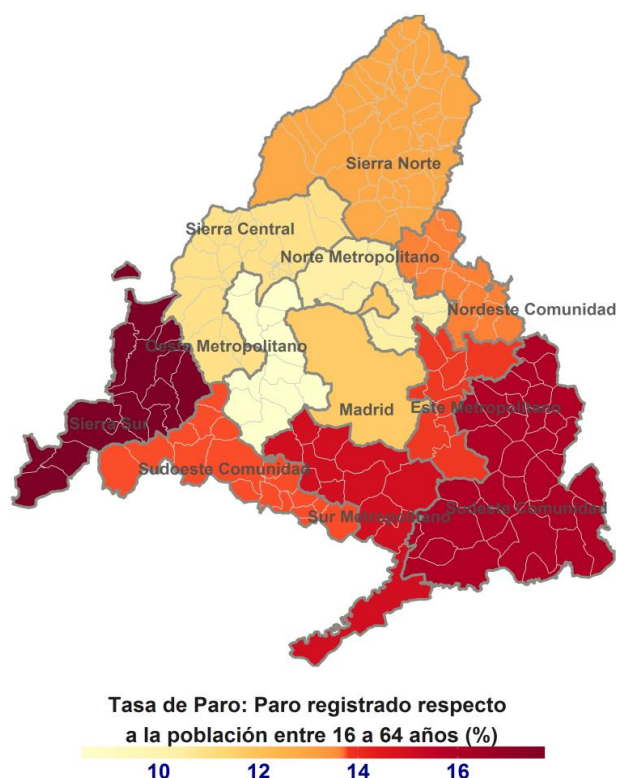 Sierra Norte
Sierra Central
Norte Metropolitano
Nordeste Comunidad
Oeste Metropolitano
Madrid
Este Metropolitano
Sierra Sur
Sudoeste Comunidad
Sur Metropolitano
Sudeste Comunidad
Tasa de Paro: Paro registrado respecto
a la población entre 16 a 64 años (%)
10 12 14 16